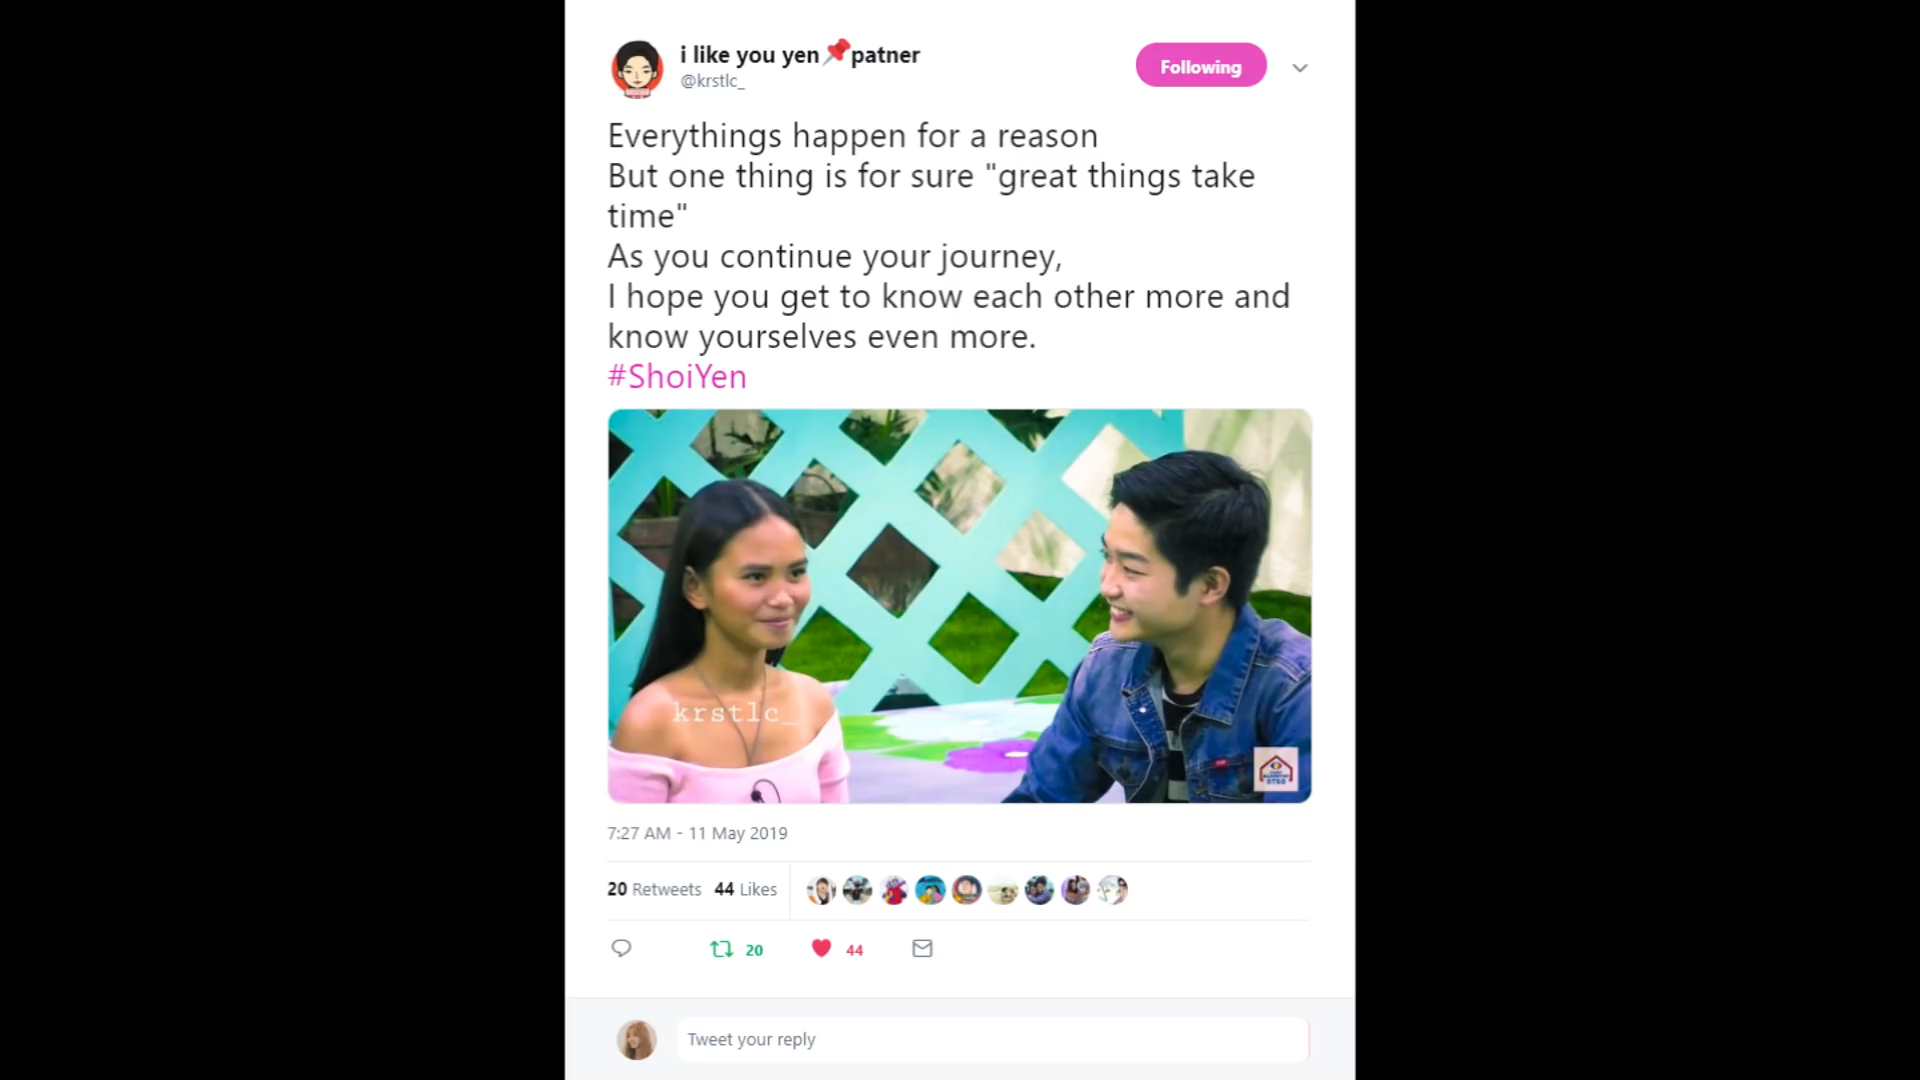 i like you yen📌patner
@krstlc_
Following
Everythings happen for a reason
But one thing is for sure "great things take
time"
As you continue your journey,
I hope you get to know each other more and
know yourselves even more.
#ShoiYen
krstlc_
7:27 AM - 11 May 2019
20 Retweets 44 Likes
20 44
Tweet your reply